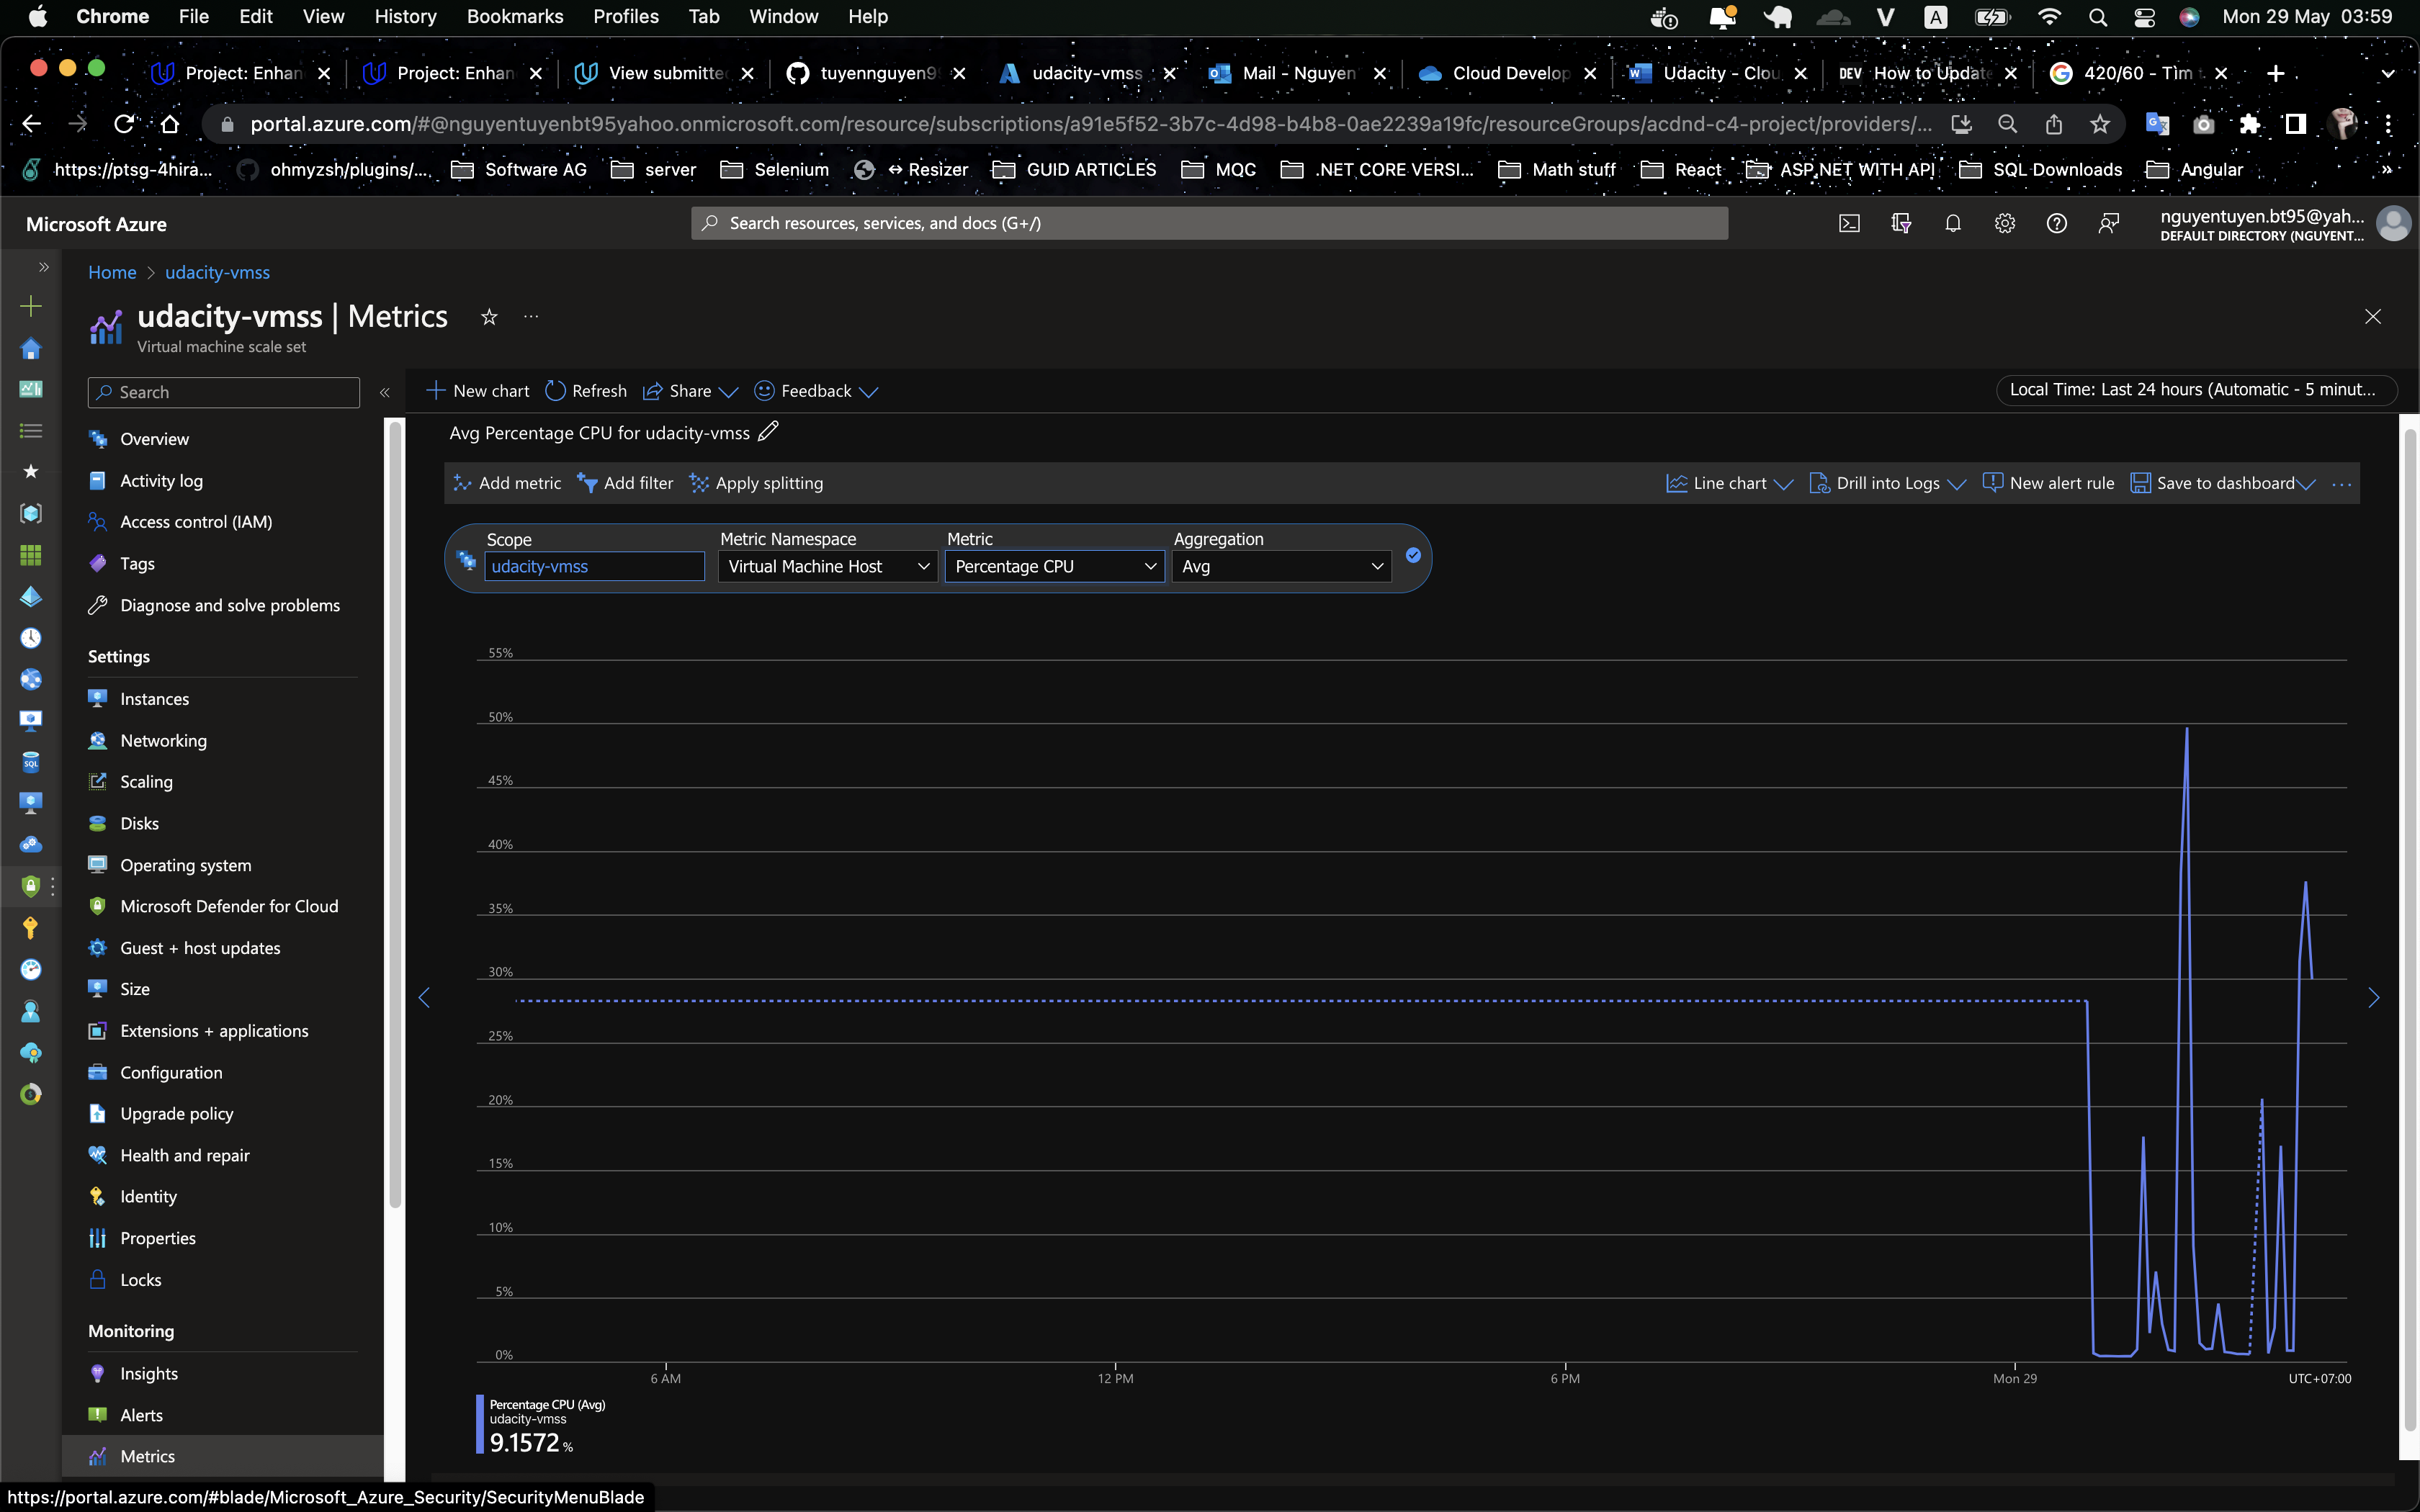 Chrome File Edit View History Bookmarks Profiles Tab Window Help
V A Mon 29 May 03:59
Project: Enhan Project: Enhan View submitte tuyennguyen9 udacity-vmss Mail - Nguyen Cloud Develop Udacity - Clou DEV How to Update 420/60 - Tìm
portal.azure.com/#@nguyentuyenbt95yahoo.onmicrosoft.com/resource/subscriptions/a91e5f52-3b7c-4d98-b4b8-0ae2239a19fc/resourceGroups/acdnd-c4-project/providers/...
https://ptsg-4hira... ohmyzsh/plugins/... Software AG server Selenium ↔ Resizer GUID ARTICLES MQC .NET CORE VERSI... Math stuff React ASP.NET WITH API SQL Downloads Angular »
Microsoft Azure
Search resources, services, and docs (G+/)
nguyentuyen.bt95@yah...
DEFAULT DIRECTORY (NGUYENT...
Home > udacity-vmss
udacity-vmss | Metrics
Virtual machine scale set
Search
New chart Refresh Share Feedback
Local Time: Last 24 hours (Automatic - 5 minut...
Overview
Activity log
Access control (IAM)
Tags
Diagnose and solve problems
Settings
Instances
Networking
Scaling
Disks
Operating system
Microsoft Defender for Cloud
Guest + host updates
Size
Extensions + applications
Configuration
Upgrade policy
Health and repair
Identity
Properties
Locks
Monitoring
Insights
Alerts
Metrics
SQL
Avg Percentage CPU for udacity-vmss
Add metric Add filter Apply splitting
Line chart Drill into Logs New alert rule Save to dashboard ...
Scope Metric Namespace Metric Aggregation
udacity-vmss Virtual Machine Host Percentage CPU Avg
55%
50%
45%
40%
35%
30%
25%
20%
15%
10%
5%
0%
6 AM 12 PM 6 PM Mon 29 UTC+07:00
Percentage CPU (Avg)
udacity-vmss
9.1572 %
https://portal.azure.com/#blade/Microsoft_Azure_Security/SecurityMenuBlade